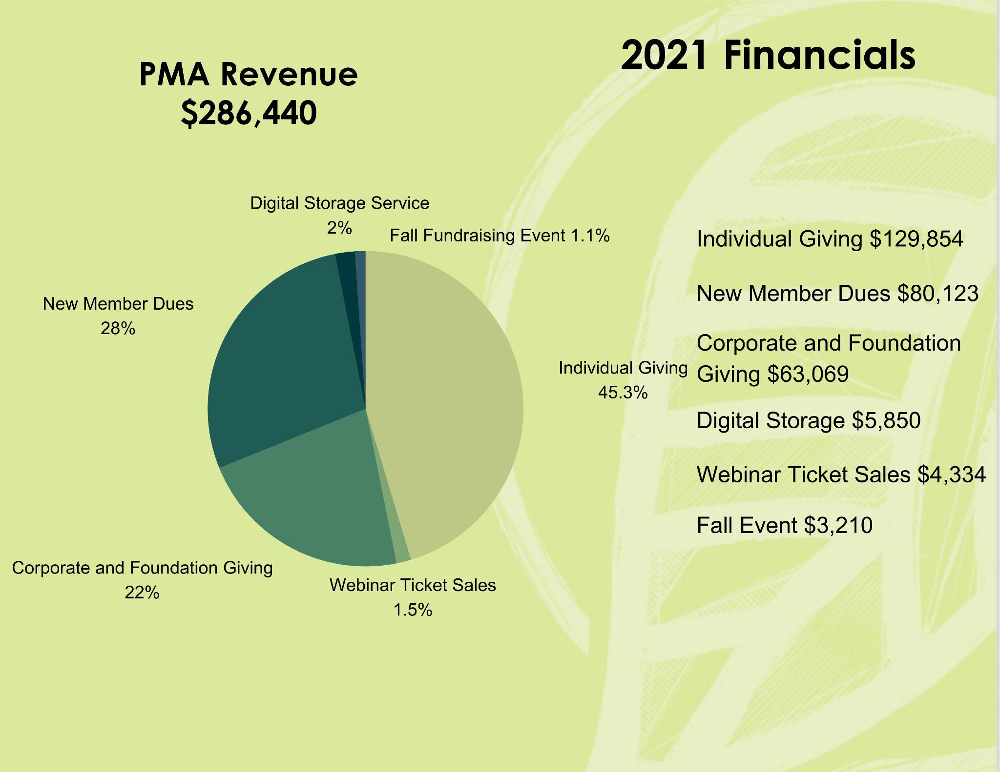 2021 Financials
PMA Revenue
$286,440
Digital Storage Service
2%
Fall Fundraising Event 1.1%
New Member Dues
28%
Individual Giving
45.3%
Corporate and Foundation Giving
22%
Webinar Ticket Sales
1.5%
Individual Giving $129,854
New Member Dues $80,123
Corporate and Foundation
Giving $63,069
Digital Storage $5,850
Webinar Ticket Sales $4,334
Fall Event $3,210